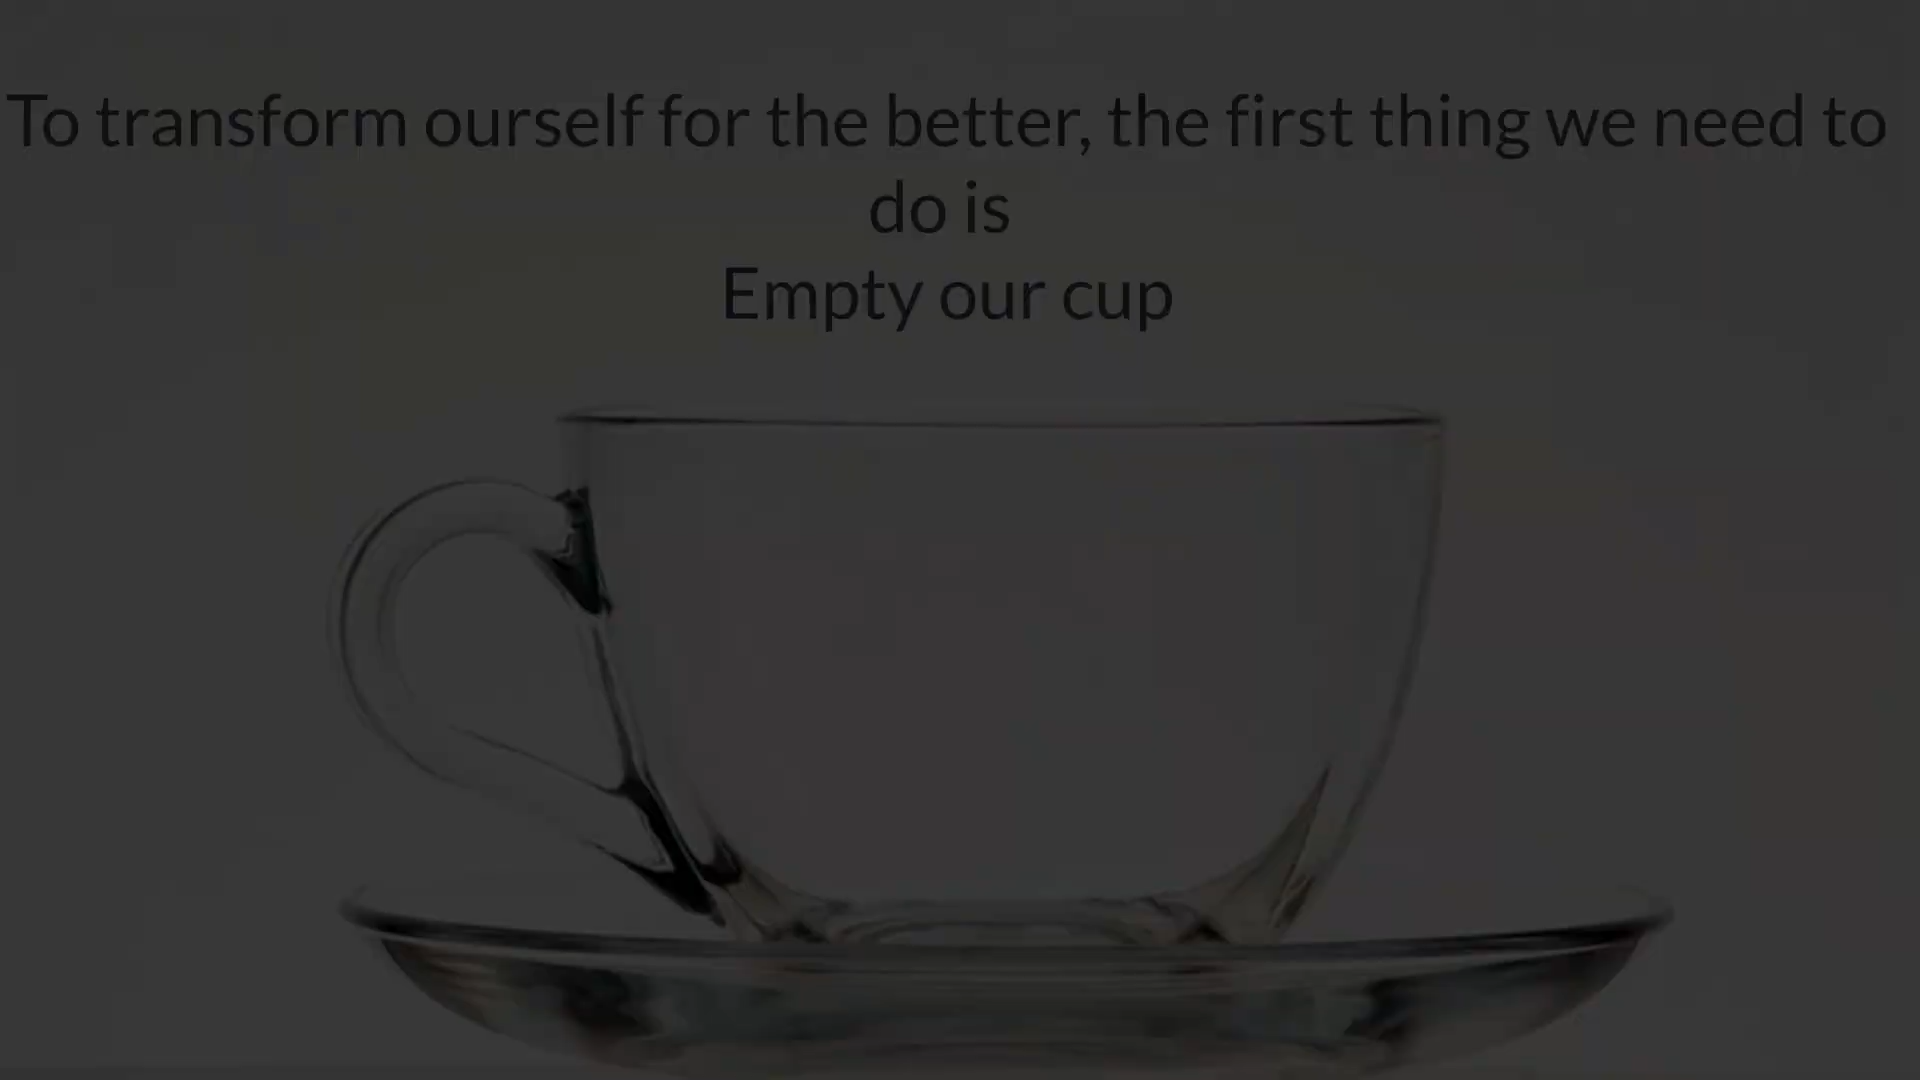 To transform ourself for the better, the first thing we need to
do is
Empty our cup